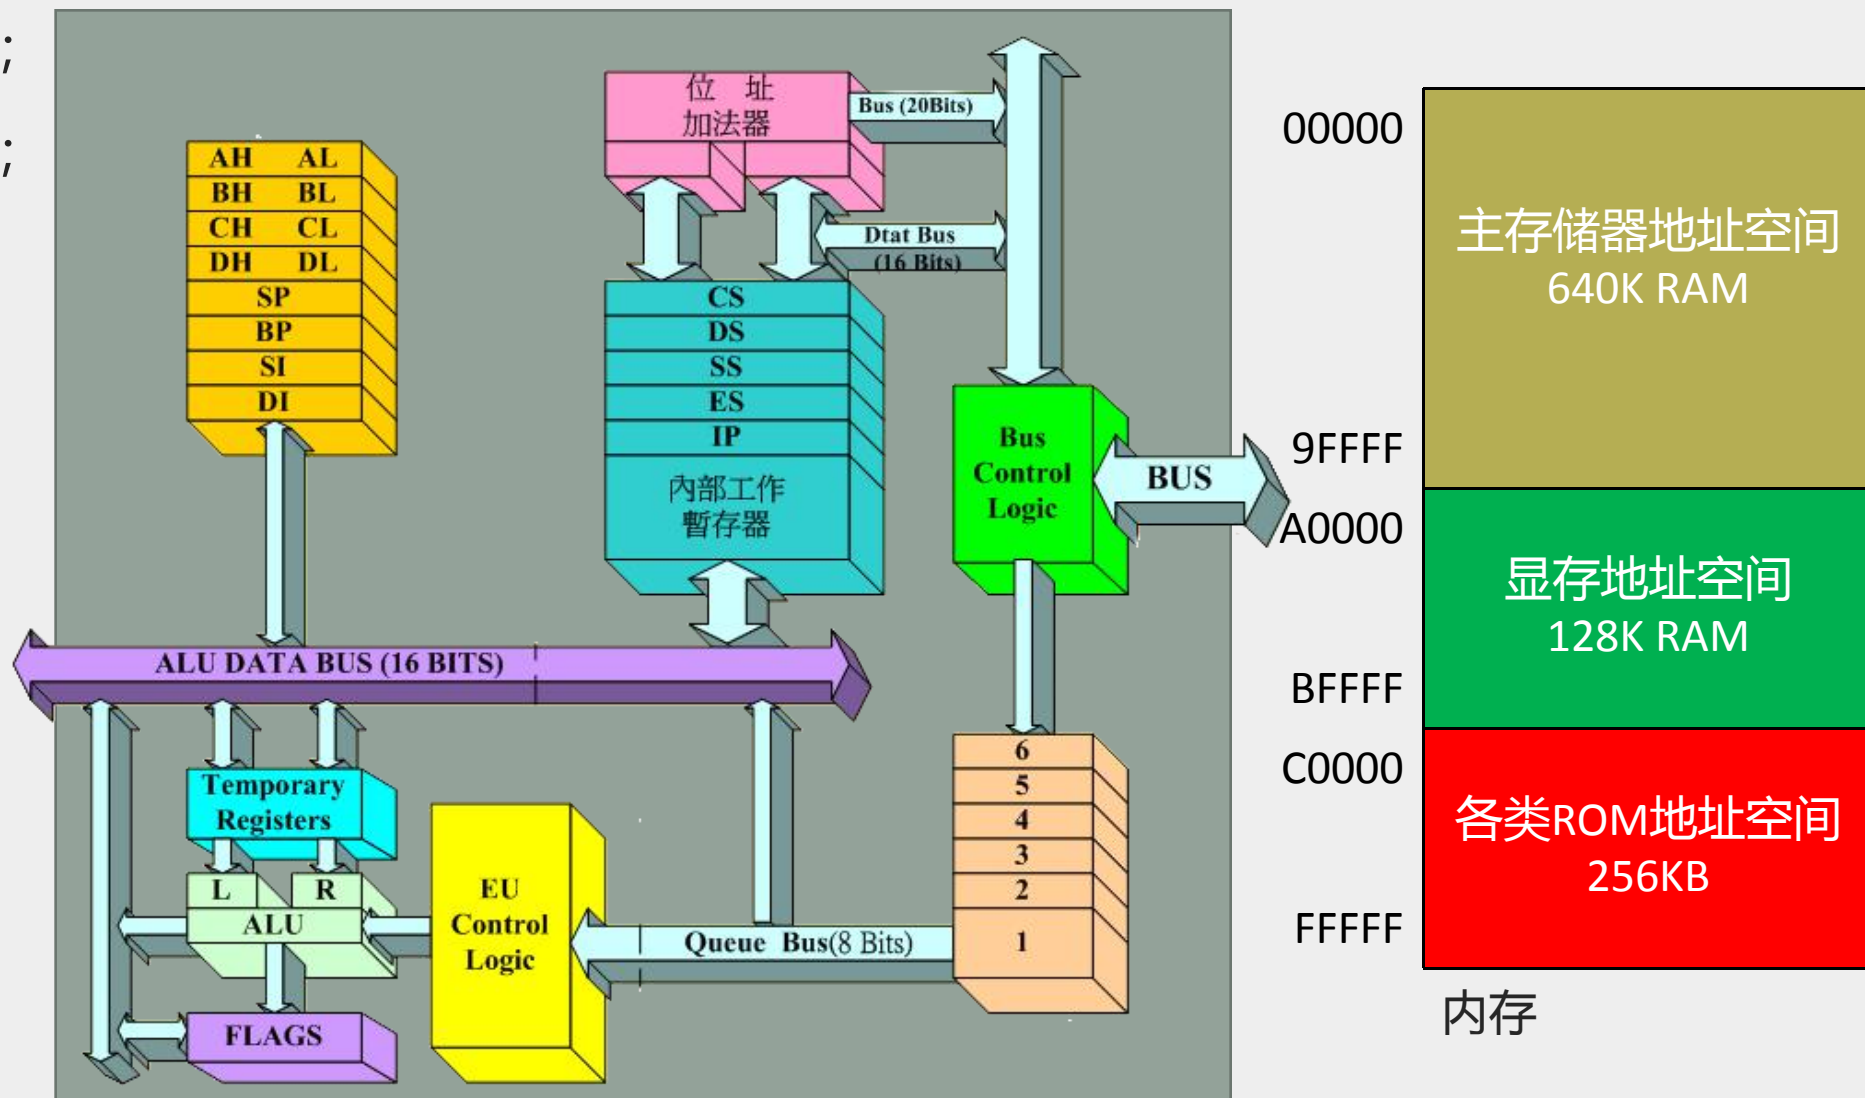 ;
;
AH AL
BH BL
CH CL
DH DL
SP
BP
SI
DI
位 址
加法器
Bus (20Bits)
Dtat Bus
(16 Bits)
CS
DS
SS
ES
IP
內部工作
暫存器
Bus
Control
Logic
BUS
ALU DATA BUS (16 BITS)
Temporary
Registers
L R
ALU
FLAGS
EU
Control
Logic
Queue Bus(8 Bits)
6
5
4
3
2
1
00000
9FFFF
A0000
BFFFF
C0000
FFFFF
主存储器地址空间
640K RAM
显存地址空间
128K RAM
各类ROM地址空间
256KB
内存